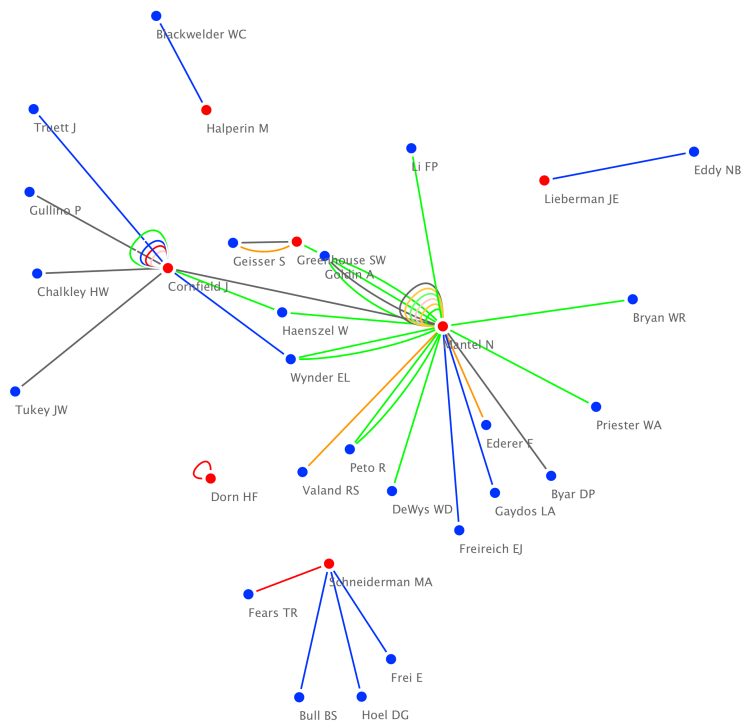 Blackwelder WC
Truett J
Halperin M
Li FP
Eddy NB
Lieberman JE
Gullino P
Geisser S
Greenhouse SW
Goldin A
Chalkley HW
Cornfield J
Bryan WR
Haenszel W
Mantel N
Wynder EL
Tukey JW
Priester WA
Ederer F
Peto R
Valand RS
Byar DP
Dorn HF
DeWys WD
Gaydos LA
Freireich EJ
Schneiderman MA
Fears TR
Frei E
Bull BS
Hoel DG